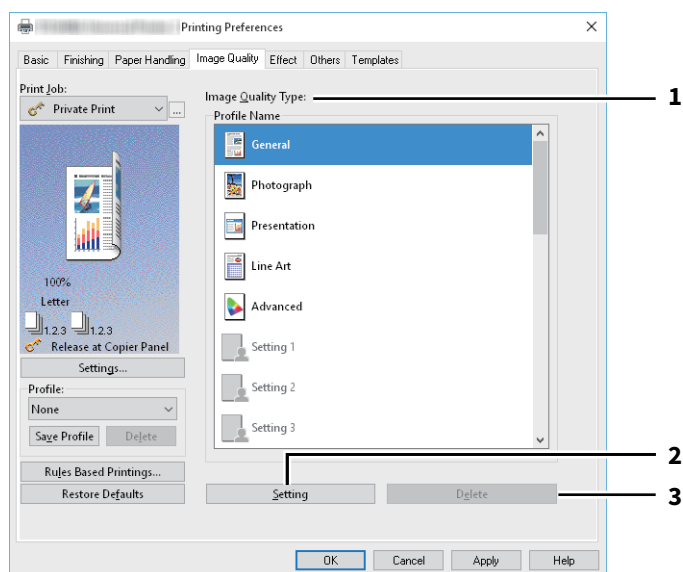 Printing Preferences
Basic Finishing Paper Handling Image Quality Effect Others Templates
Print Job:
Private Print ...
100%
Letter
1.2.3 1.2.3
Release at Copier Panel
Settings...
Profile:
None
Save Profile Delete
Rules Based Printings...
Restore Defaults
Image Quality Type:
Profile Name
General
Photograph
Presentation
Line Art
Advanced
Setting 1
Setting 2
Setting 3
Setting Delete
OK Cancel Apply Help
1
2
3